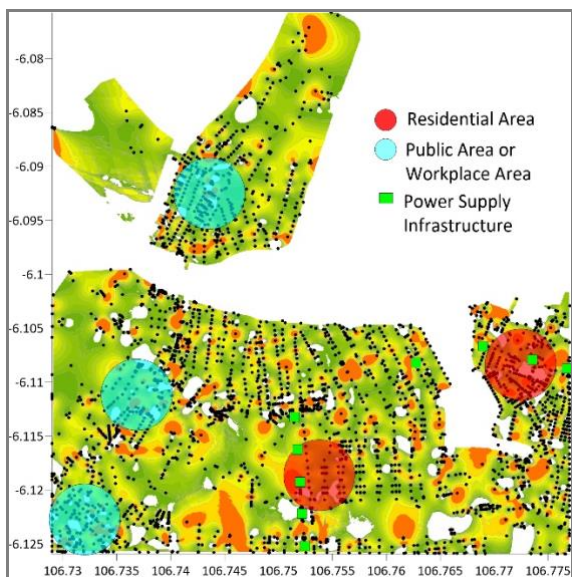 -6.08
-6.085
-6.09
-6.095
-6.1
-6.105
-6.11
-6.115
-6.12
-6.125
Residential Area
Public Area or
Workplace Area
Power Supply
Infrastructure
106.73 106.735 106.74 106.745 106.75 106.755 106.76 106.765 106.77 106.775